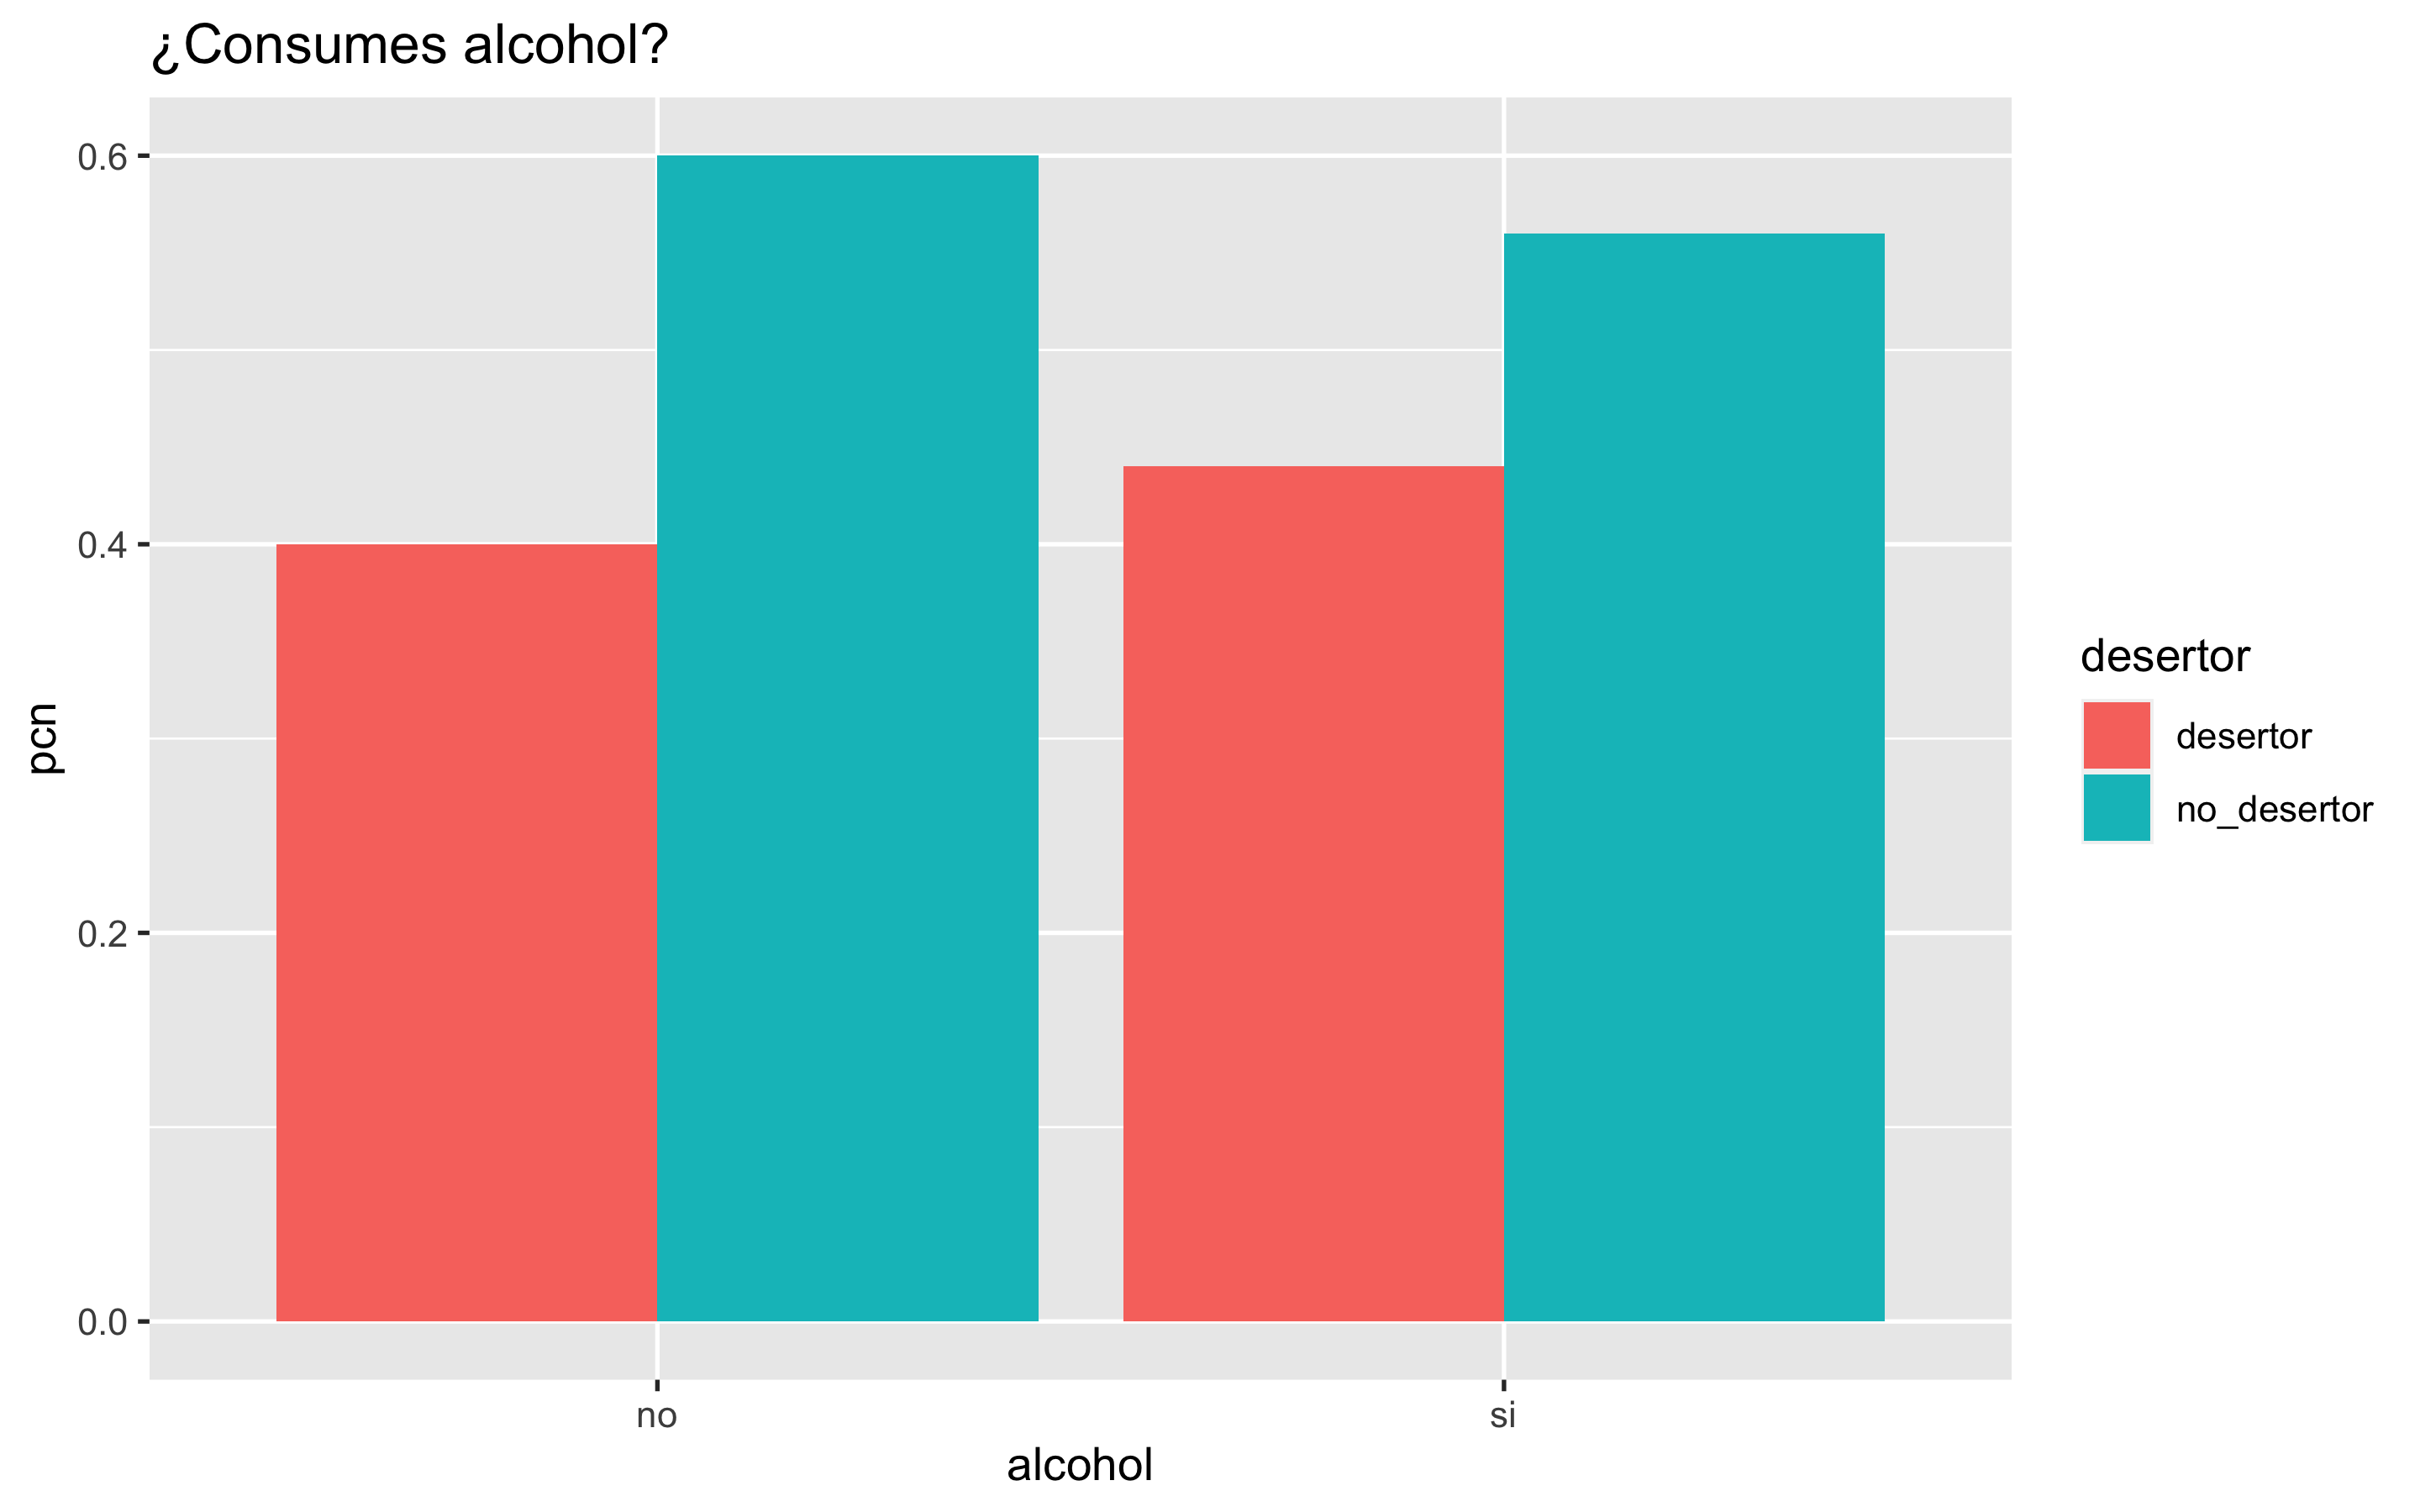 ¿Consumes alcohol?
0.6
0.4
0.2
0.0
pcn
no
si
alcohol
desertor
desertor
no_desertor